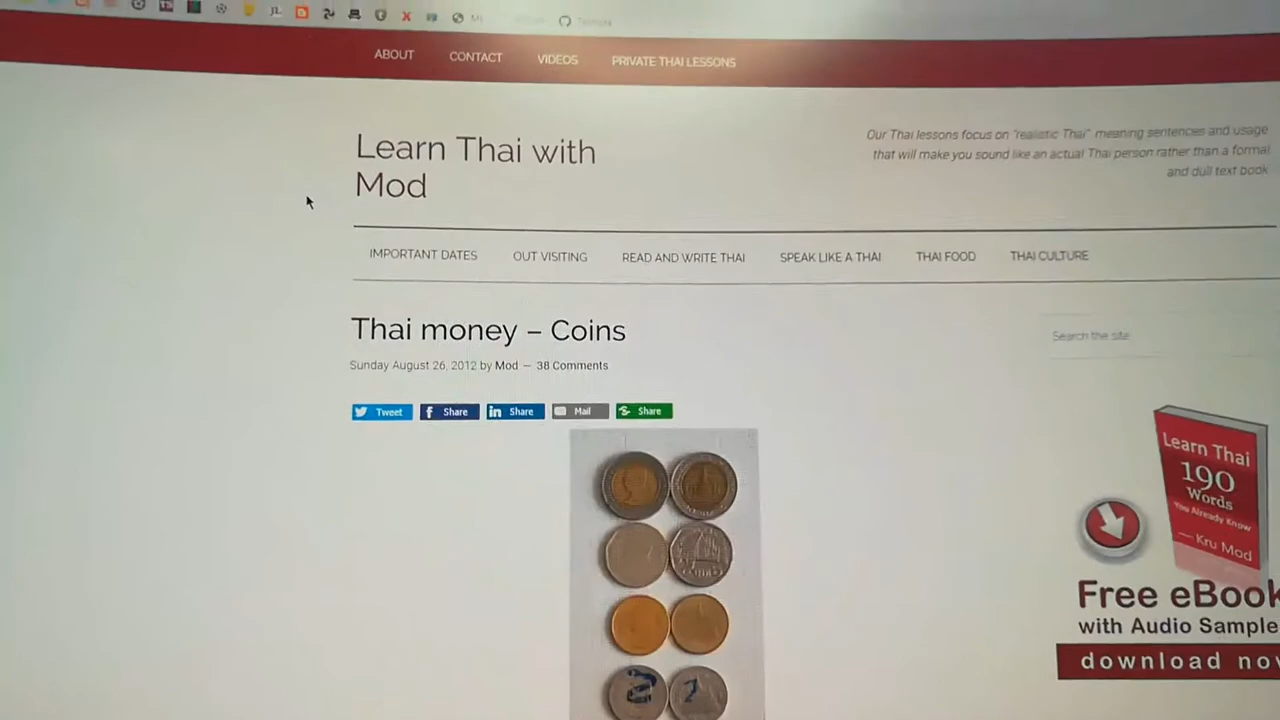 ABOUT CONTACT VIDEOS PRIVATE THAI LESSONS
Learn Thai with
Mod
Our Thai lessons focus on "realistic Thai" meaning sentences and usage
that will make you sound like an actual Thai person rather than a formal
and dull text book.
IMPORTANT DATES OUT VISITING READ AND WRITE THAI SPEAK LIKE A THAI THAI FOOD THAI CULTURE
Thai money – Coins
Sunday August 26, 2012 by Mod — 38 Comments
Search the site
Tweet Share Share Mail Share
Learn Thai
190
Words
You Already Know
— Kru Mod
Free eBook
with Audio Sample
download